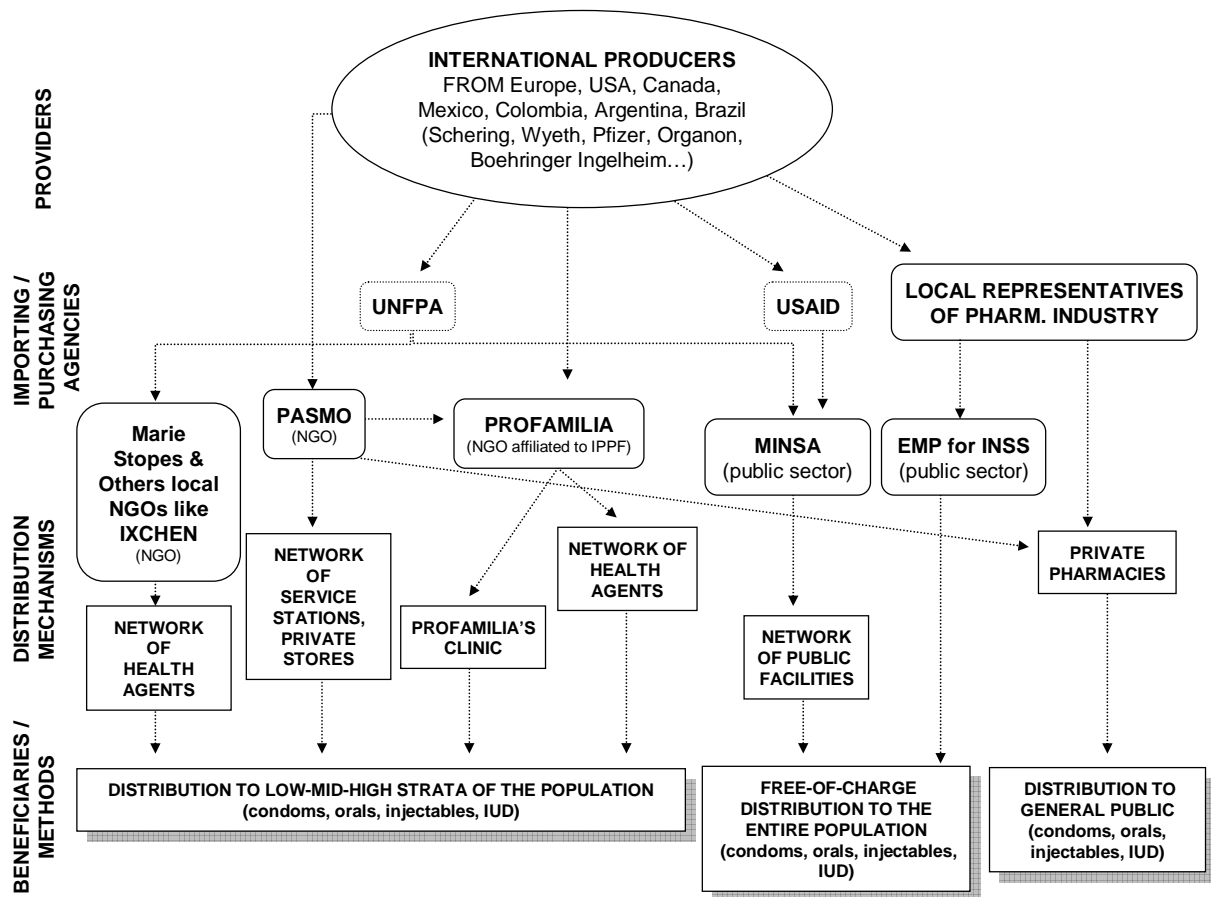 PROVIDERS
INTERNATIONAL PRODUCERS
FROM Europe, USA, Canada,
Mexico, Colombia, Argentina, Brazil
(Schering, Wyeth, Pfizer, Organon,
Boehringer Ingelheim…)
IMPORTING /
PURCHASING
AGENCIES
UNFPA
USAID
LOCAL REPRESENTATIVES
OF PHARM. INDUSTRY
Marie
Stopes &
Others local
NGOs like
IXCHEN
(NGO)
PASMO
(NGO)
PROFAMILIA
(NGO affiliated to IPPF)
MINSA
(public sector)
EMP for INSS
(public sector)
DISTRIBUTION
MECHANISMS
NETWORK
OF
HEALTH
AGENTS
NETWORK
OF
SERVICE
STATIONS,
PRIVATE
STORES
PROFAMILIA’S
CLINIC
NETWORK OF
HEALTH
AGENTS
NETWORK
OF PUBLIC
FACILITIES
PRIVATE
PHARMACIES
BENEFICIARIES /
METHODS
DISTRIBUTION TO LOW-MID-HIGH STRATA OF THE POPULATION
(condoms, orals, injectables, IUD)
FREE-OF-CHARGE
DISTRIBUTION TO THE
ENTIRE POPULATION
(condoms, orals, injectables,
IUD)
DISTRIBUTION TO
GENERAL PUBLIC
(condoms, orals,
injectables, IUD)